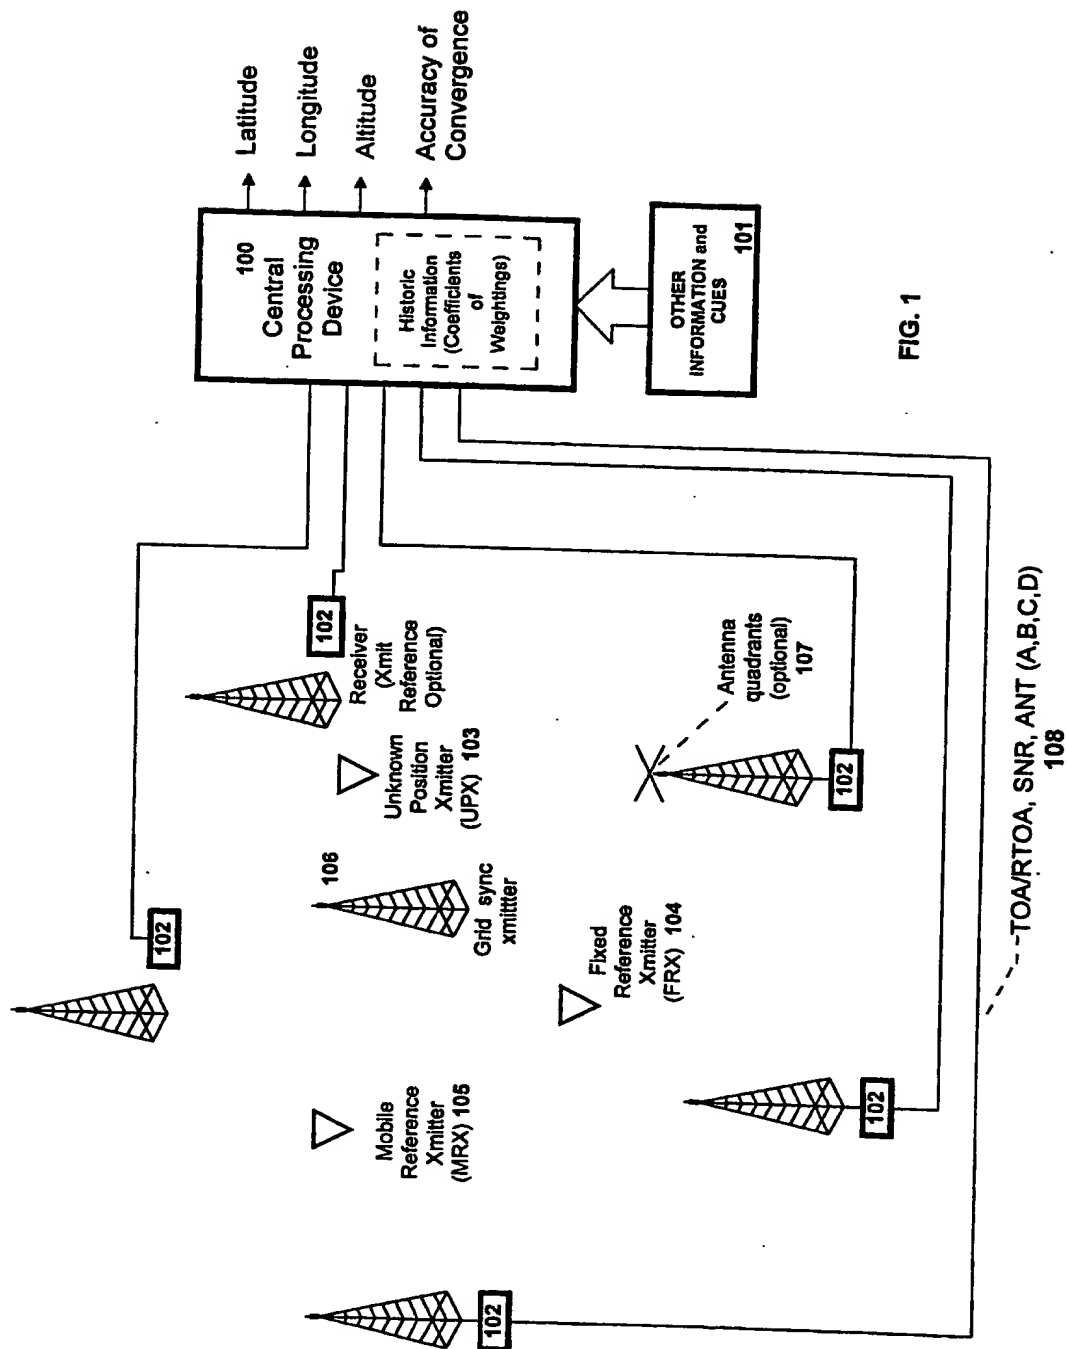 100
Central
Processing
Device
Historic
Information
(Coefficients
of
Weightings)
Latitude
Longitude
Altitude
Accuracy of
Convergence
OTHER
INFORMATION and
CUES
101
FIG. 1
102
102
Receiver
(Xmit
Reference
Optional)
Unknown
Position
Xmitter
(UPX) 103
106
Grid sync
xmittter
Mobile
Reference
Xmitter
(MRX) 105
Fixed
Reference
Xmitter
(FRX) 104
Antenna
quadrants
(optional)
107
102
102
102
TOA/RTOA, SNR, ANT (A,B,C,D)
108